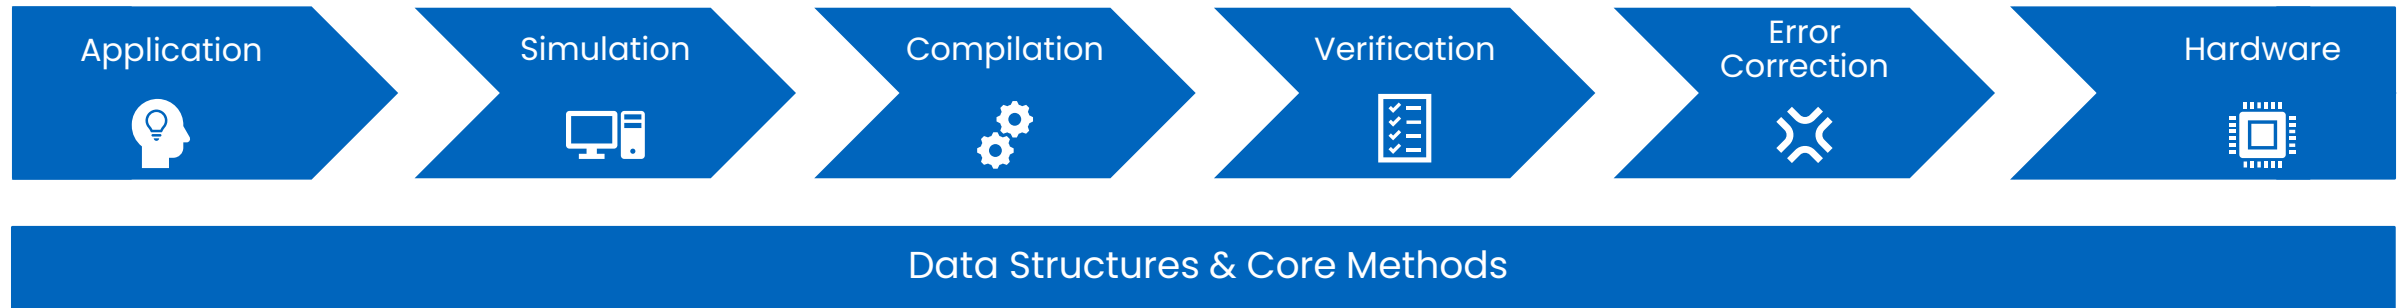 Application
Simulation
Compilation
Verification
Error
Correction
Hardware
Data Structures & Core Methods